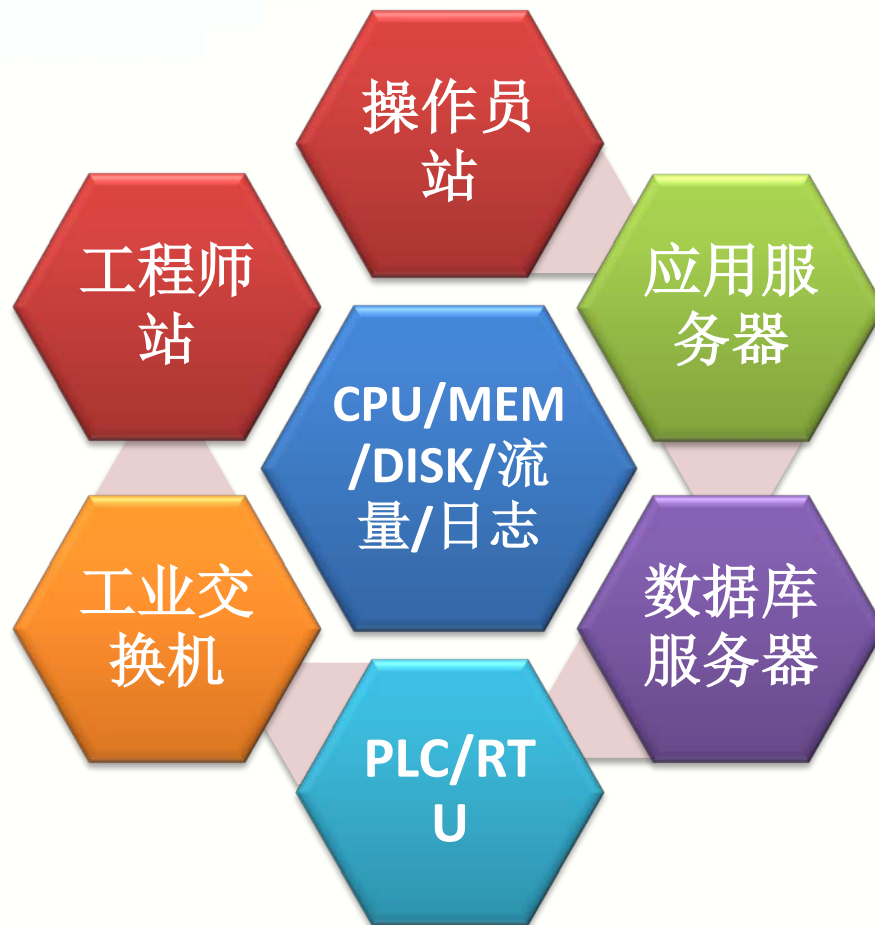 操作员
站
工程师
站
应用服
务器
CPU/MEM
/DISK/流
量/日志
工业交
换机
数据库
服务器
PLC/RT
U